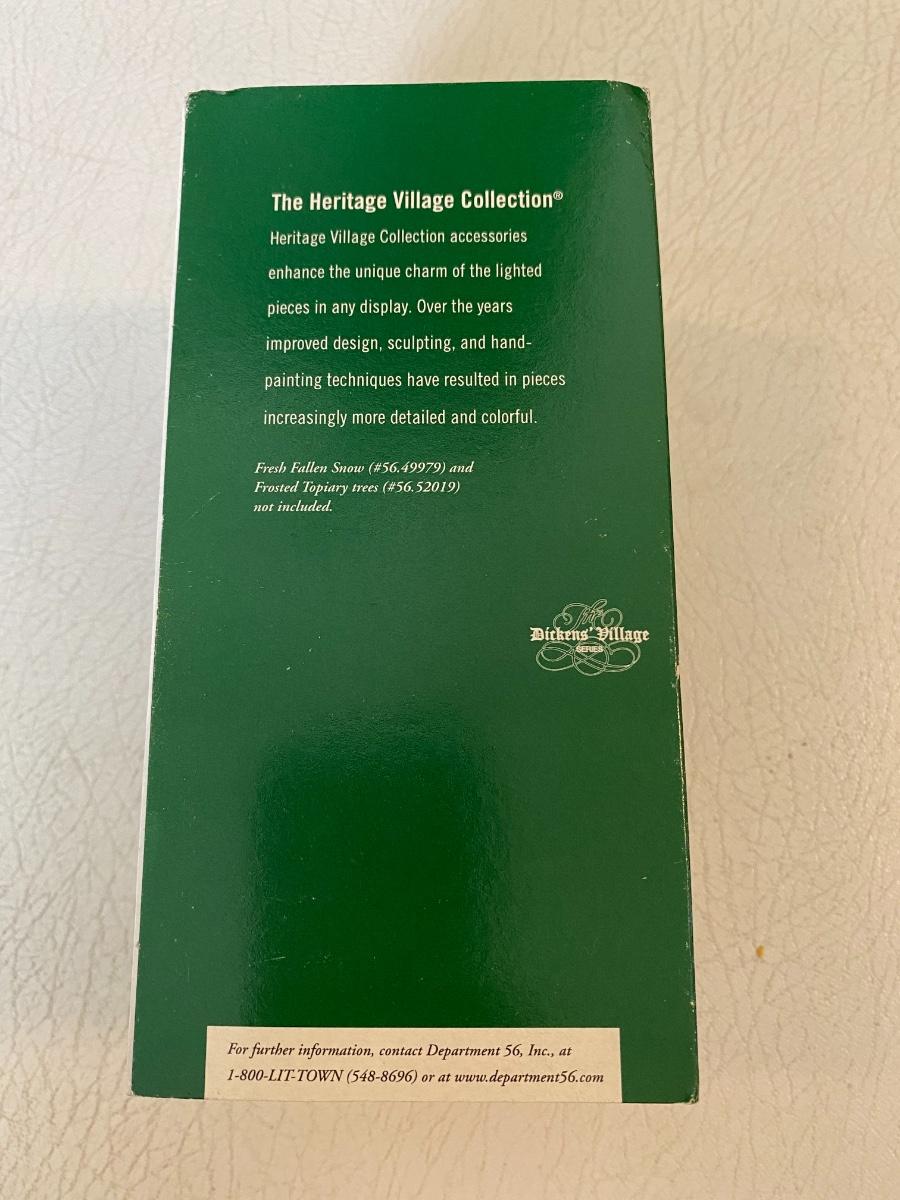 The Heritage Village Collection®
Heritage Village Collection accessories
enhance the unique charm of the lighted
pieces in any display. Over the years
improved design, sculpting, and hand-
painting techniques have resulted in pieces
increasingly more detailed and colorful.
Fresh Fallen Snow (#56.49979) and
Frosted Topiary trees (#56.52019)
not included.
The
Dickens' Village
SERIES
For further information, contact Department 56, Inc., at
1-800-LIT-TOWN (548-8696) or at www.department56.com